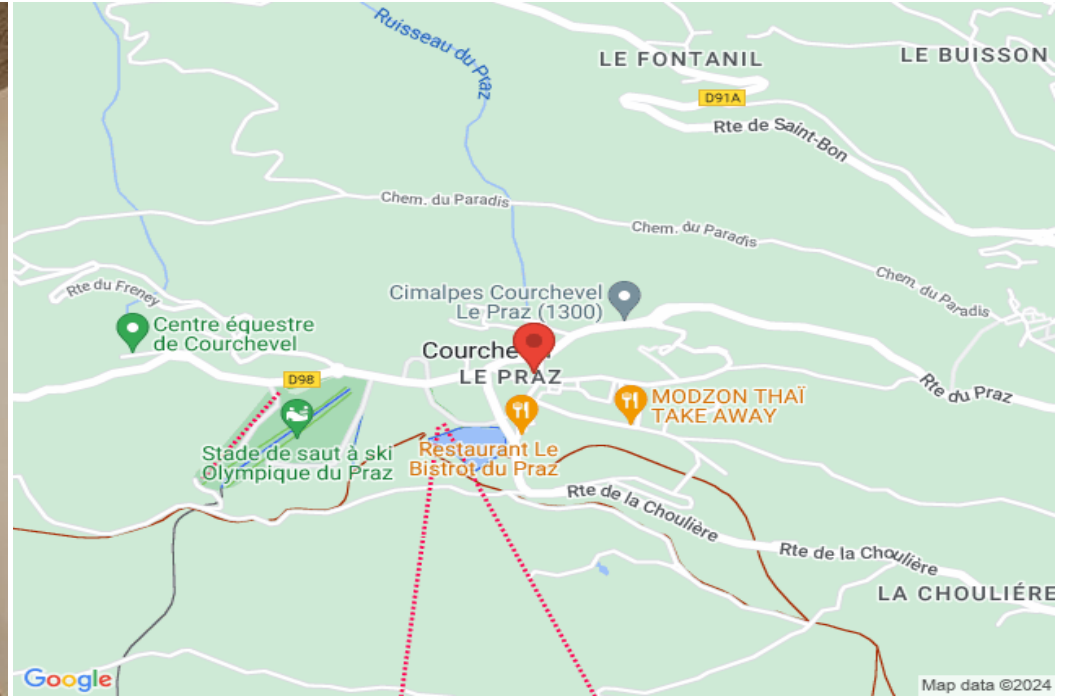 Ruisseau du Praz
LE FONTANIL
LE BUISSON
D91A
Rte de Saint-Bon
Chem. du Paradis
Chem. du Paradis
Chem. du Paradis
Rte du Freney
Cimalpes Courchevel
Le Praz (1300)
Centre équestre
de Courchevel
Courche
LE PRAZ
D98
Rte du Praz
MODZON THAÏ
TAKE AWAY
Stade de saut à ski
Olympique du Praz
Restaurant Le
Bistrot du Praz
Rte de la Choulière
Rte de la Choulière
LA CHOULIÉRE
Google
Map data ©2024